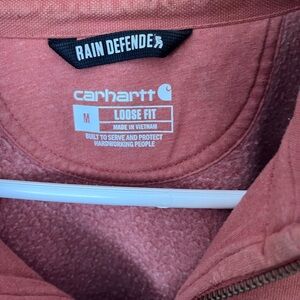 RAIN DEFENDER
carhartt
M
LOOSE FIT
MADE IN VIETNAM
BUILT TO SERVE AND PROTECT
HARDWORKING PEOPLE